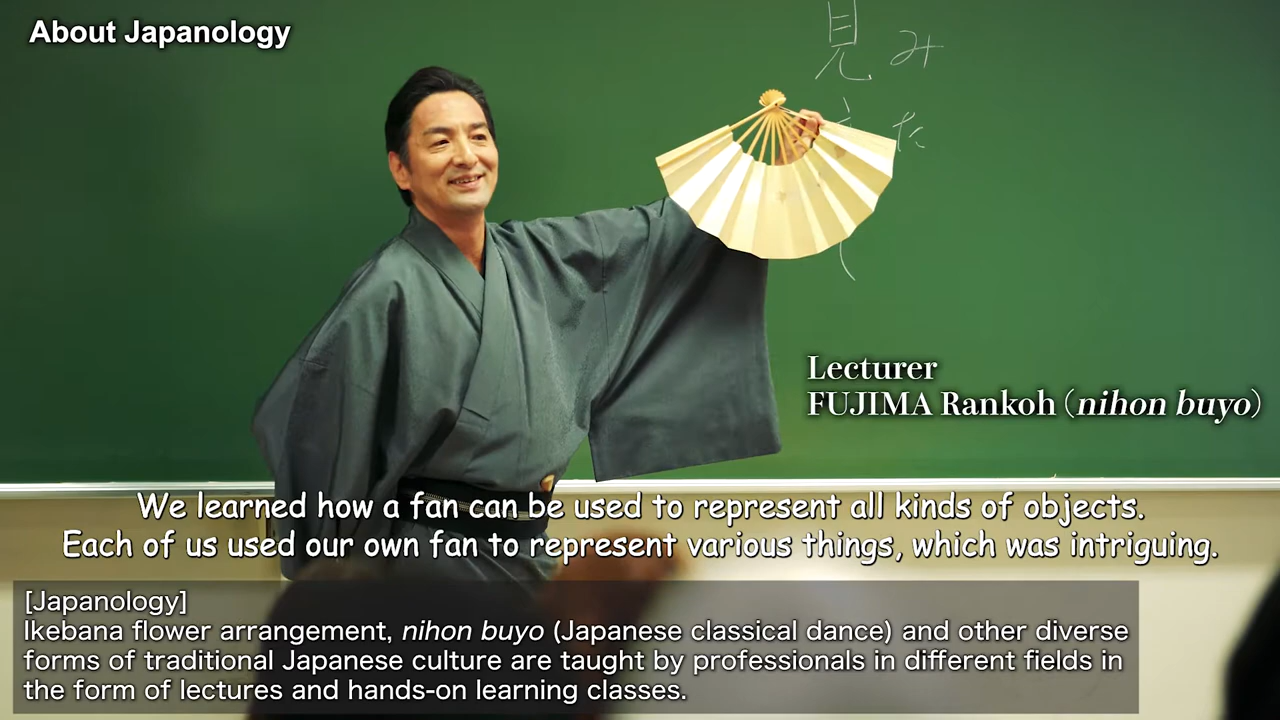 About Japanology
見み
た
Lecturer
FUJIMA Rankoh (nihon buyo)
We learned how a fan can be used to represent all kinds of objects.
Each of us used our own fan to represent various things, which was intriguing.
[Japanology]
Ikebana flower arrangement, nihon buyo (Japanese classical dance) and other diverse
forms of traditional Japanese culture are taught by professionals in different fields in
the form of lectures and hands-on learning classes.